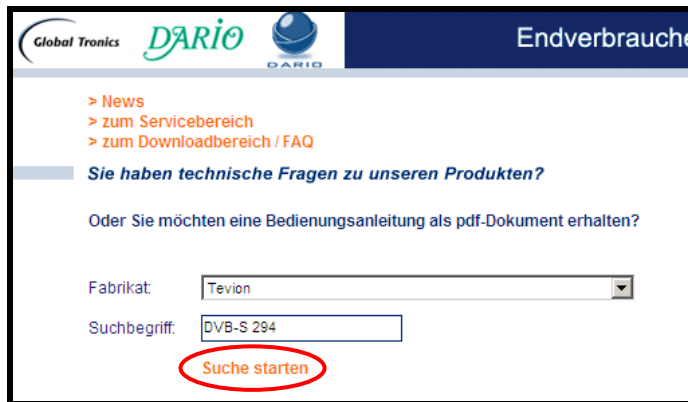 Global Tronics DARIO DARIO Endverbrauche
> News
> zum Servicebereich
> zum Downloadbereich / FAQ
Sie haben technische Fragen zu unseren Produkten?
Oder Sie möchten eine Bedienungsanleitung als pdf-Dokument erhalten?
Fabrikat: Tevion
Suchbegriff: DVB-S 294
Suche starten